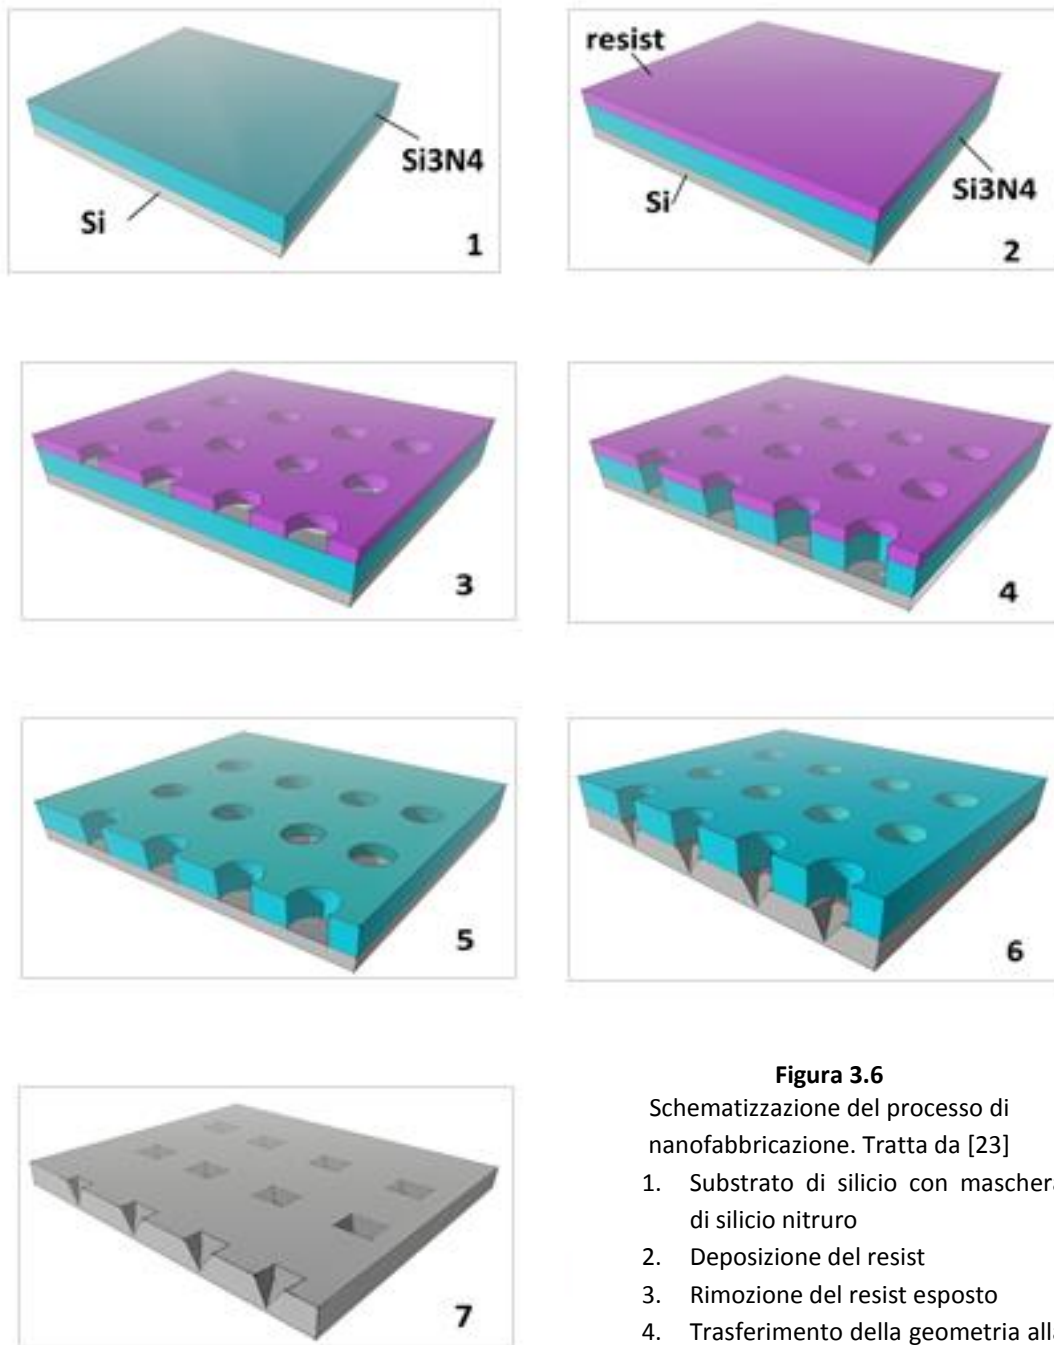 Si3N4
Si
1
resist
Si3N4
Si
2
3
4
5
6
7
Figura 3.6
Schematizzazione del processo di
nanofabbricazione. Tratta da [23]
1. Substrato di silicio con maschera
di silicio nitruro
2. Deposizione del resist
3. Rimozione del resist esposto
4. Trasferimento della geometria alla